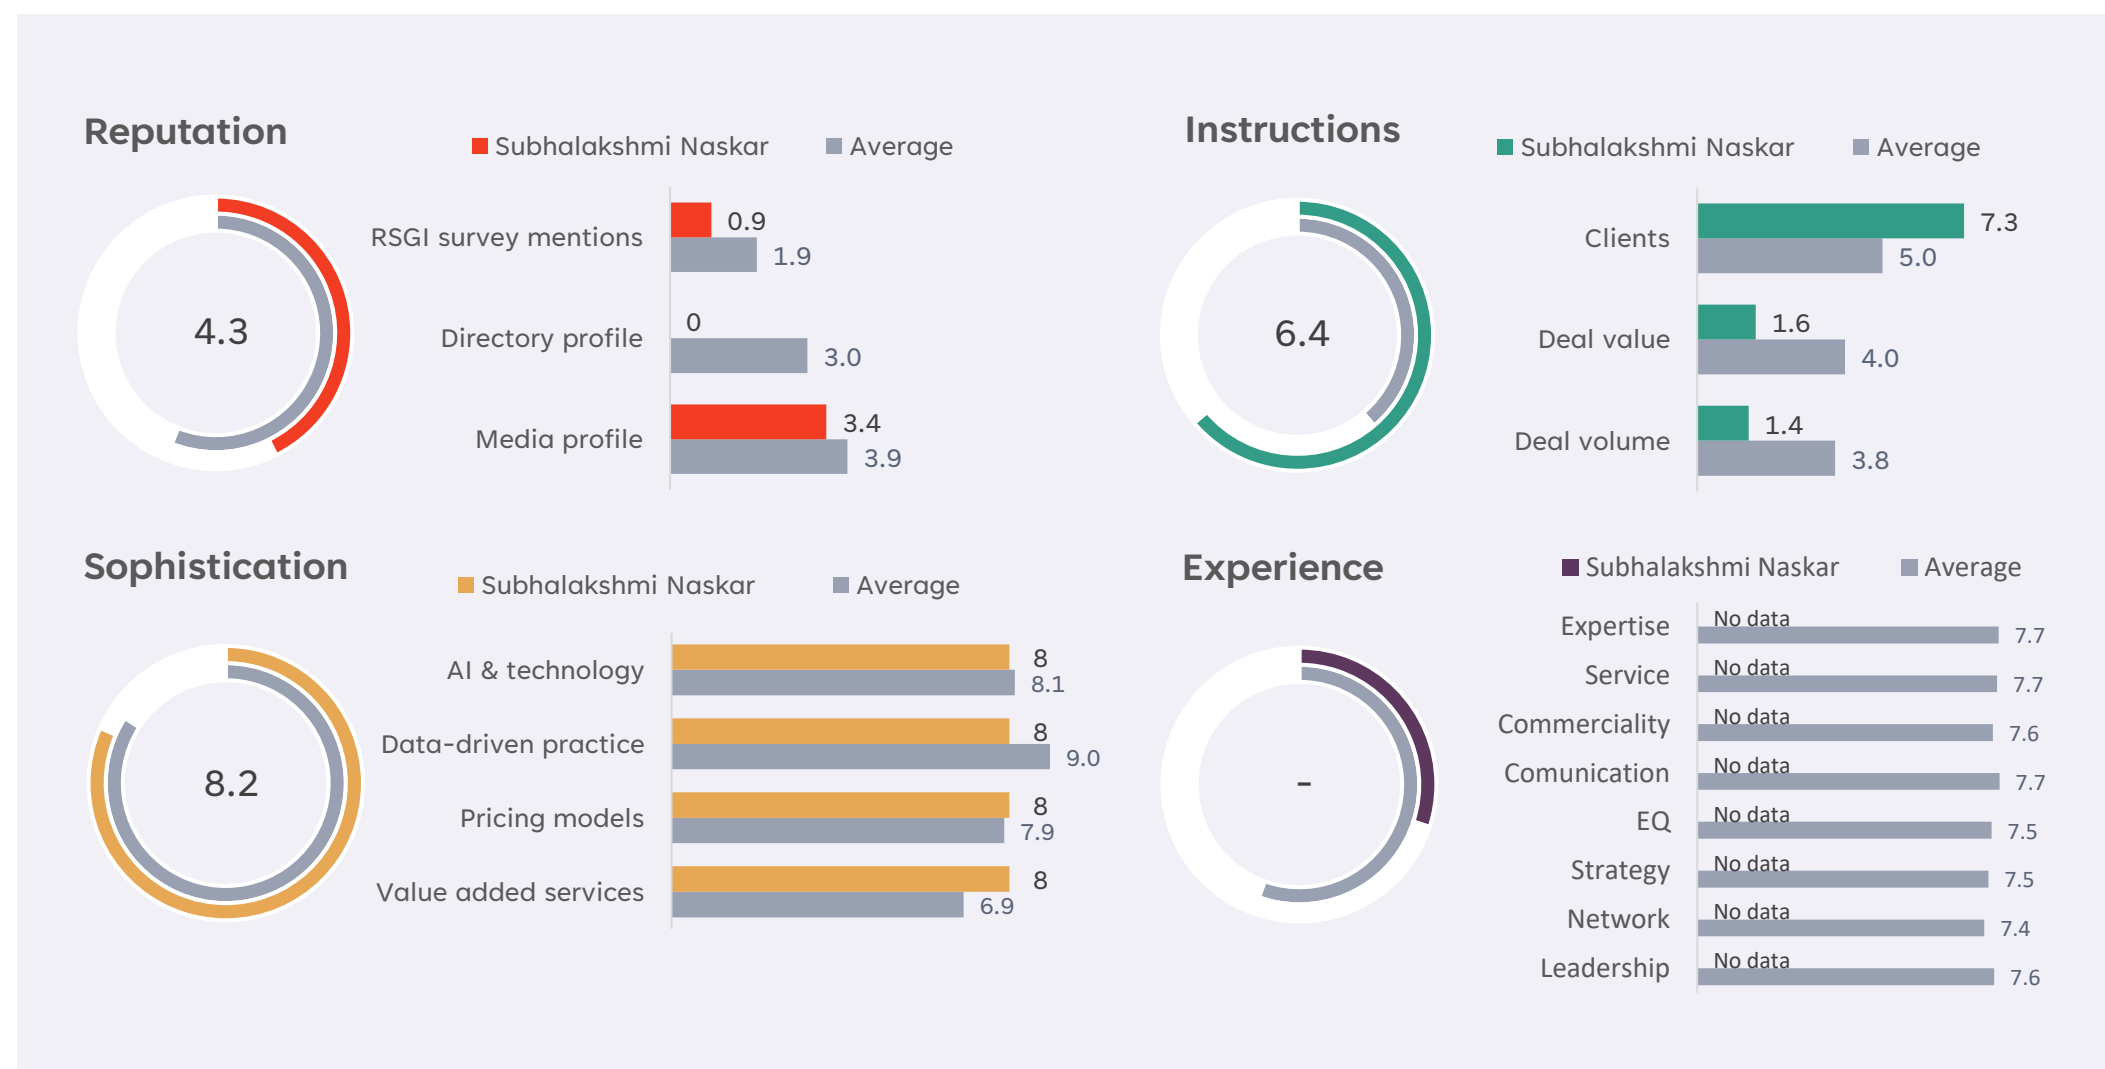 Reputation
Subhalakshmi Naskar Average
4.3
RSGI survey mentions 0.9 1.9
Directory profile 0 3.0
Media profile 3.4 3.9
Instructions
Subhalakshmi Naskar Average
6.4
Clients 7.3 5.0
Deal value 1.6 4.0
Deal volume 1.4 3.8
Sophistication
Subhalakshmi Naskar Average
8.2
AI & technology 8 8.1
Data-driven practice 8 9.0
Pricing models 8 7.9
Value added services 8 6.9
Experience
Subhalakshmi Naskar Average
-
Expertise No data 7.7
Service No data 7.7
Commerciality No data 7.6
Comunication No data 7.7
EQ No data 7.5
Strategy No data 7.5
Network No data 7.4
Leadership No data 7.6